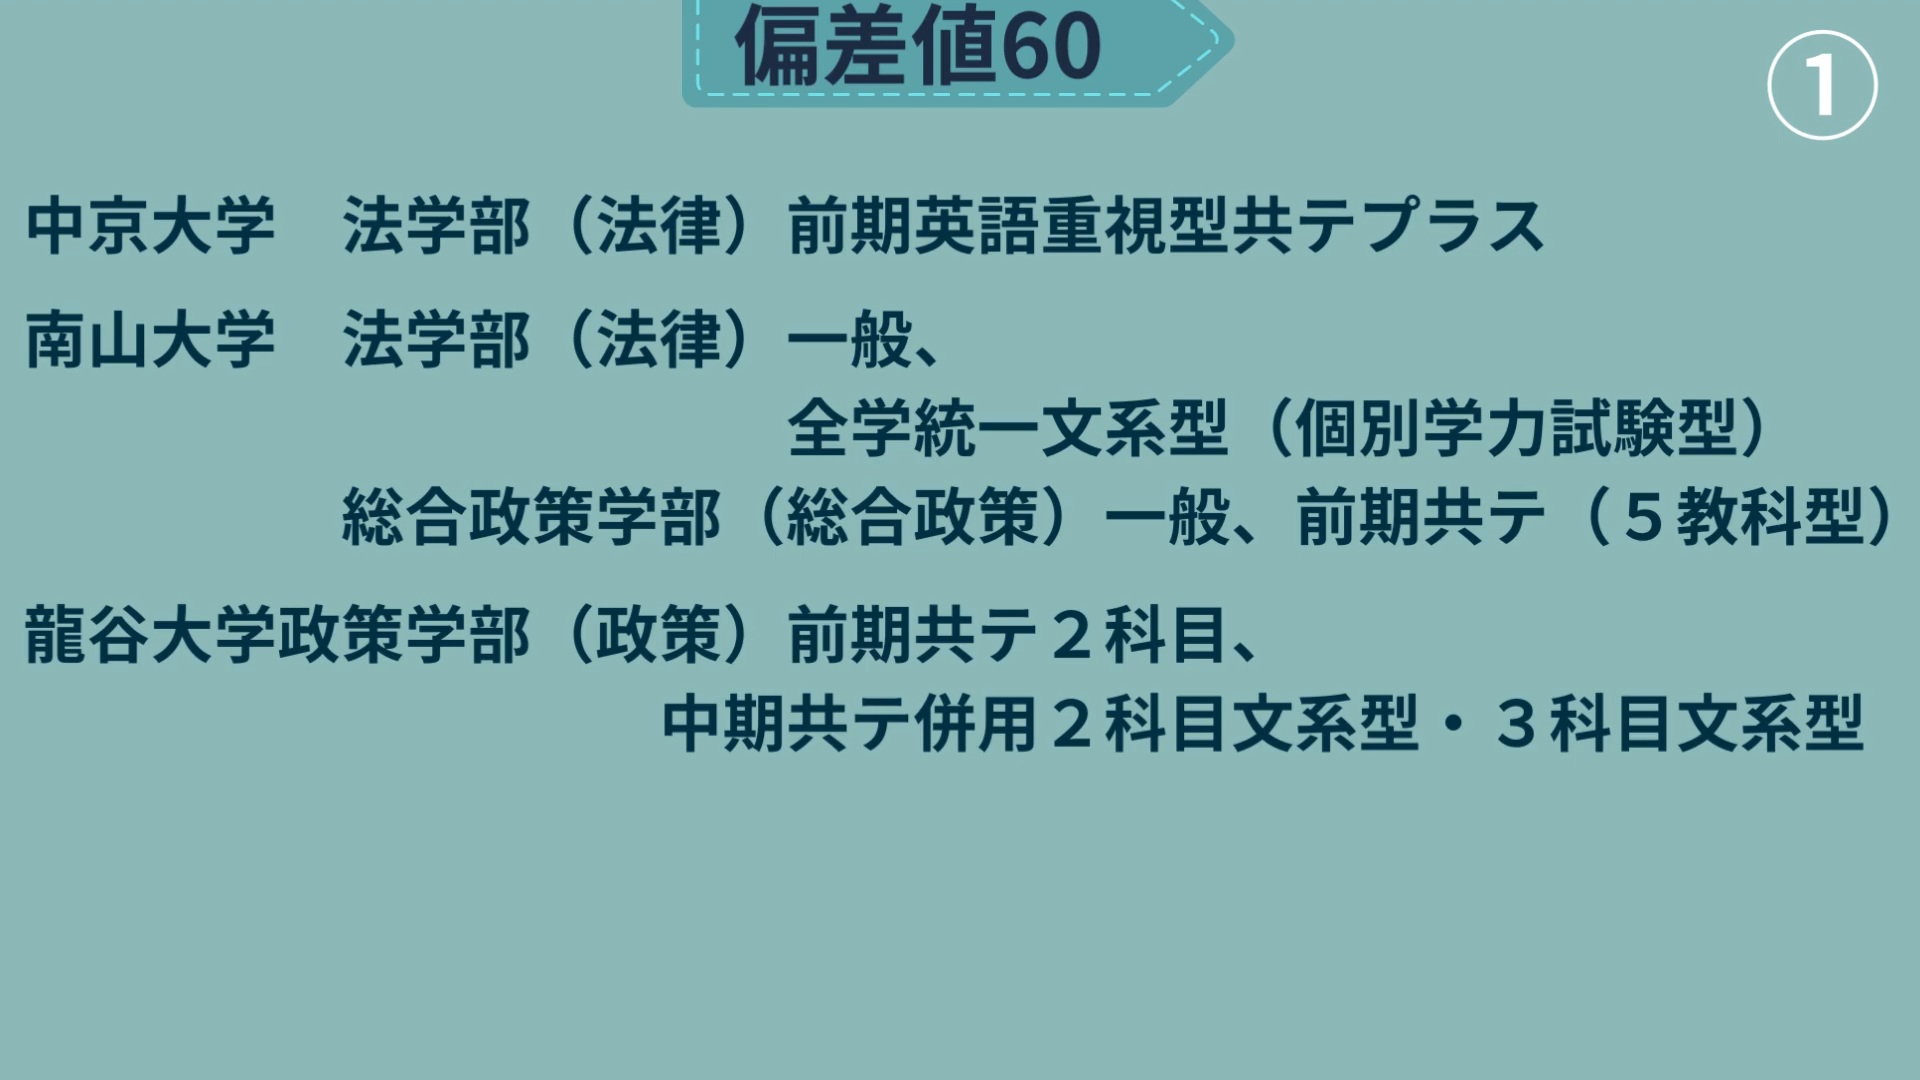 偏差値60
①
中京大学　法学部（法律）前期英語重視型共テプラス
南山大学　法学部（法律）一般、
全学統一文系型（個別学力試験型）
総合政策学部（総合政策）一般、前期共テ（５教科型）
龍谷大学政策学部（政策）前期共テ２科目、
中期共テ併用２科目文系型・３科目文系型